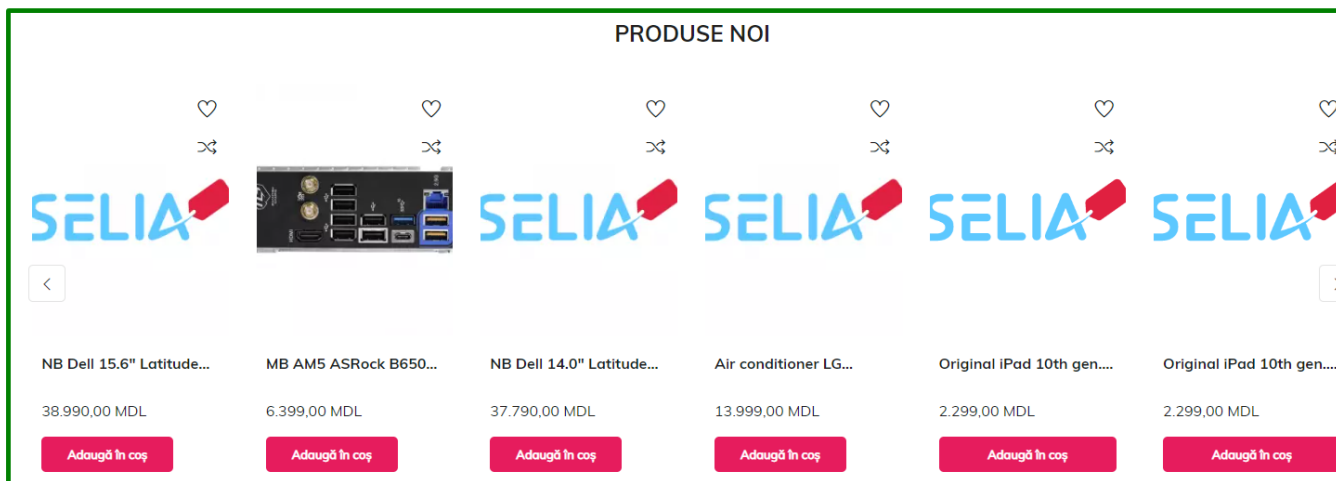 PRODUSE NOI
SELIA
SELIA
SELIA
SELIA
SELIA
NB Dell 15.6" Latitude...
MB AM5 ASRock B650...
NB Dell 14.0" Latitude...
Air conditioner LG...
Original iPad 10th gen....
Original iPad 10th gen....
38.990,00 MDL
6.399,00 MDL
37.790,00 MDL
13.999,00 MDL
2.299,00 MDL
2.299,00 MDL
Adaugă în coș
Adaugă în coș
Adaugă în coș
Adaugă în coș
Adaugă în coș
Adaugă în coș